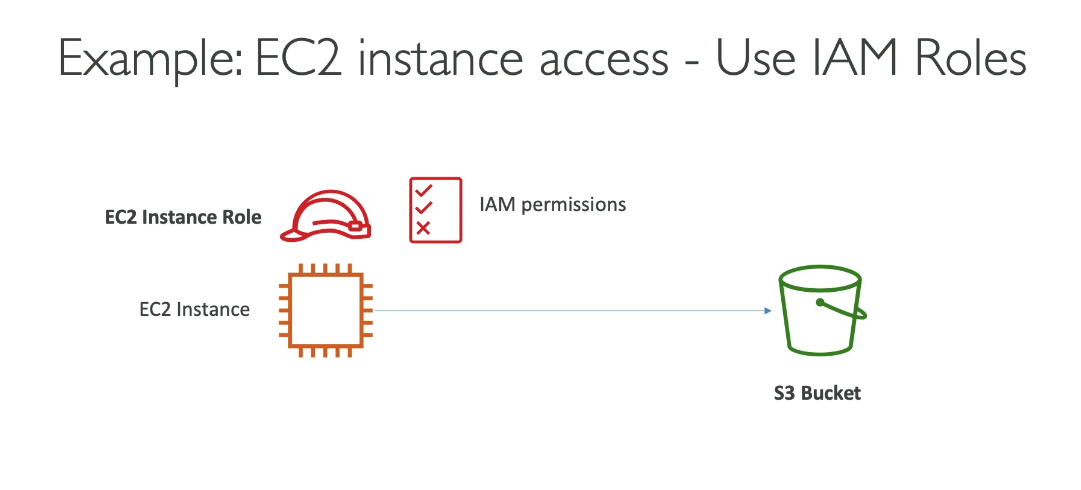 Example: EC2 instance access - Use IAM Roles
EC2 Instance Role
IAM permissions
EC2 Instance
S3 Bucket